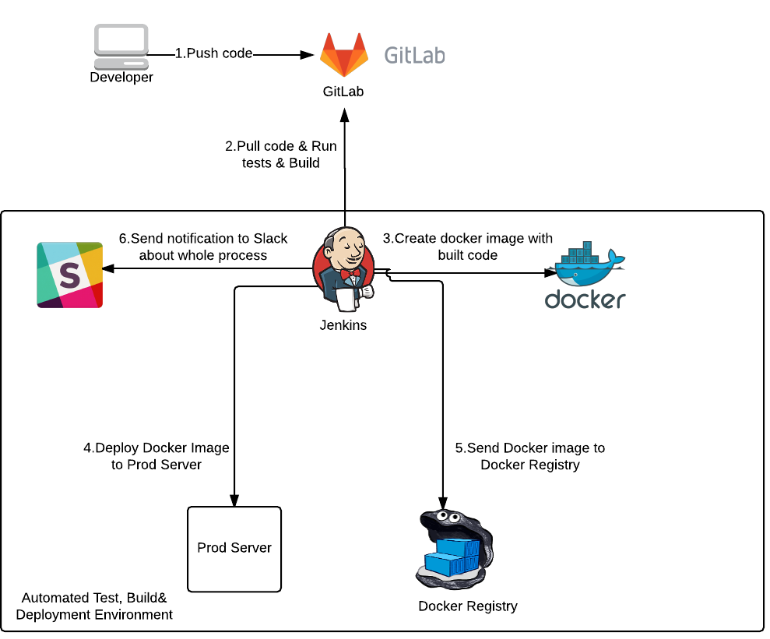 1.Push code
Developer
GitLab
GitLab
2.Pull code & Run
tests & Build
6.Send notification to Slack
about whole process
3.Create docker image with
built code
S
docker
Jenkins
4.Deploy Docker Image
to Prod Server
5.Send Docker image to
Docker Registry
Prod Server
Automated Test, Build&
Deployment Environment
Docker Registry